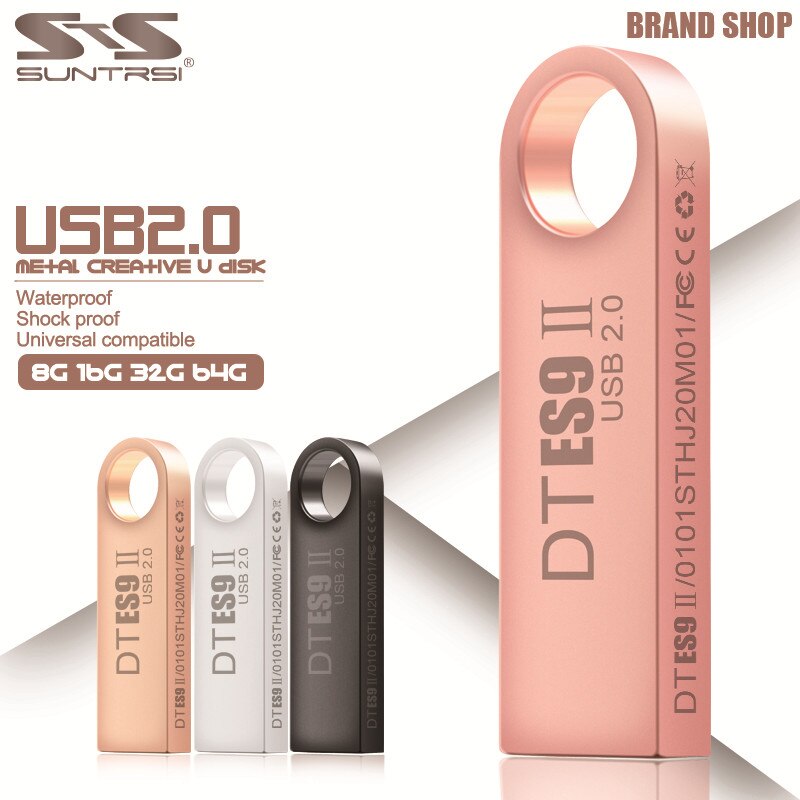 STS
SUNTRSI®
BRAND SHOP
USB2.0
METAL CREATIVE U DISK
Waterproof
Shock proof
Universal compatible
8G 16G 32G 64G
DT ES9 II
USB 2.0
DT ES9 II/0101STHJ20M01/FC CE
DT ES9 II
USB 2.0
DT ES9 II/0101STHJ20M01/FC CE
DT ES9 II
USB 2.0
DT ES9 II/0101STHJ20M01/FC CE
DT ES9 II
USB 2.0
DT ES9 II/0101STHJ20M01/FC CE